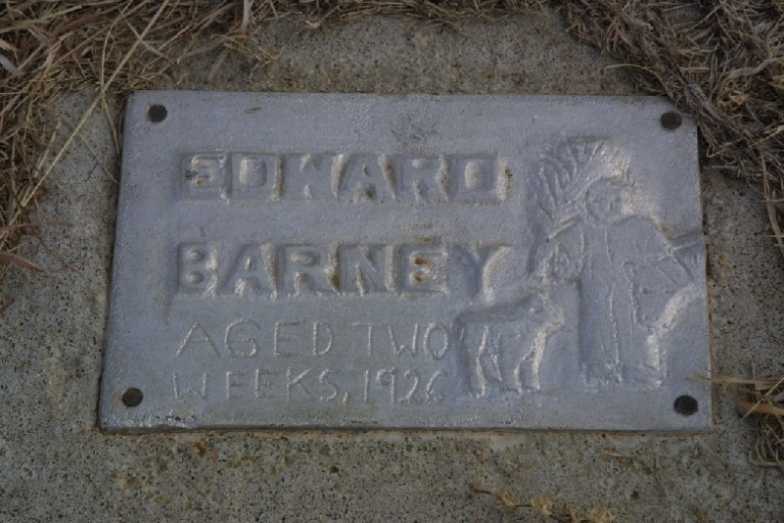 EDWARD
BARNEY
AGED TWO
WEEKS, 1926